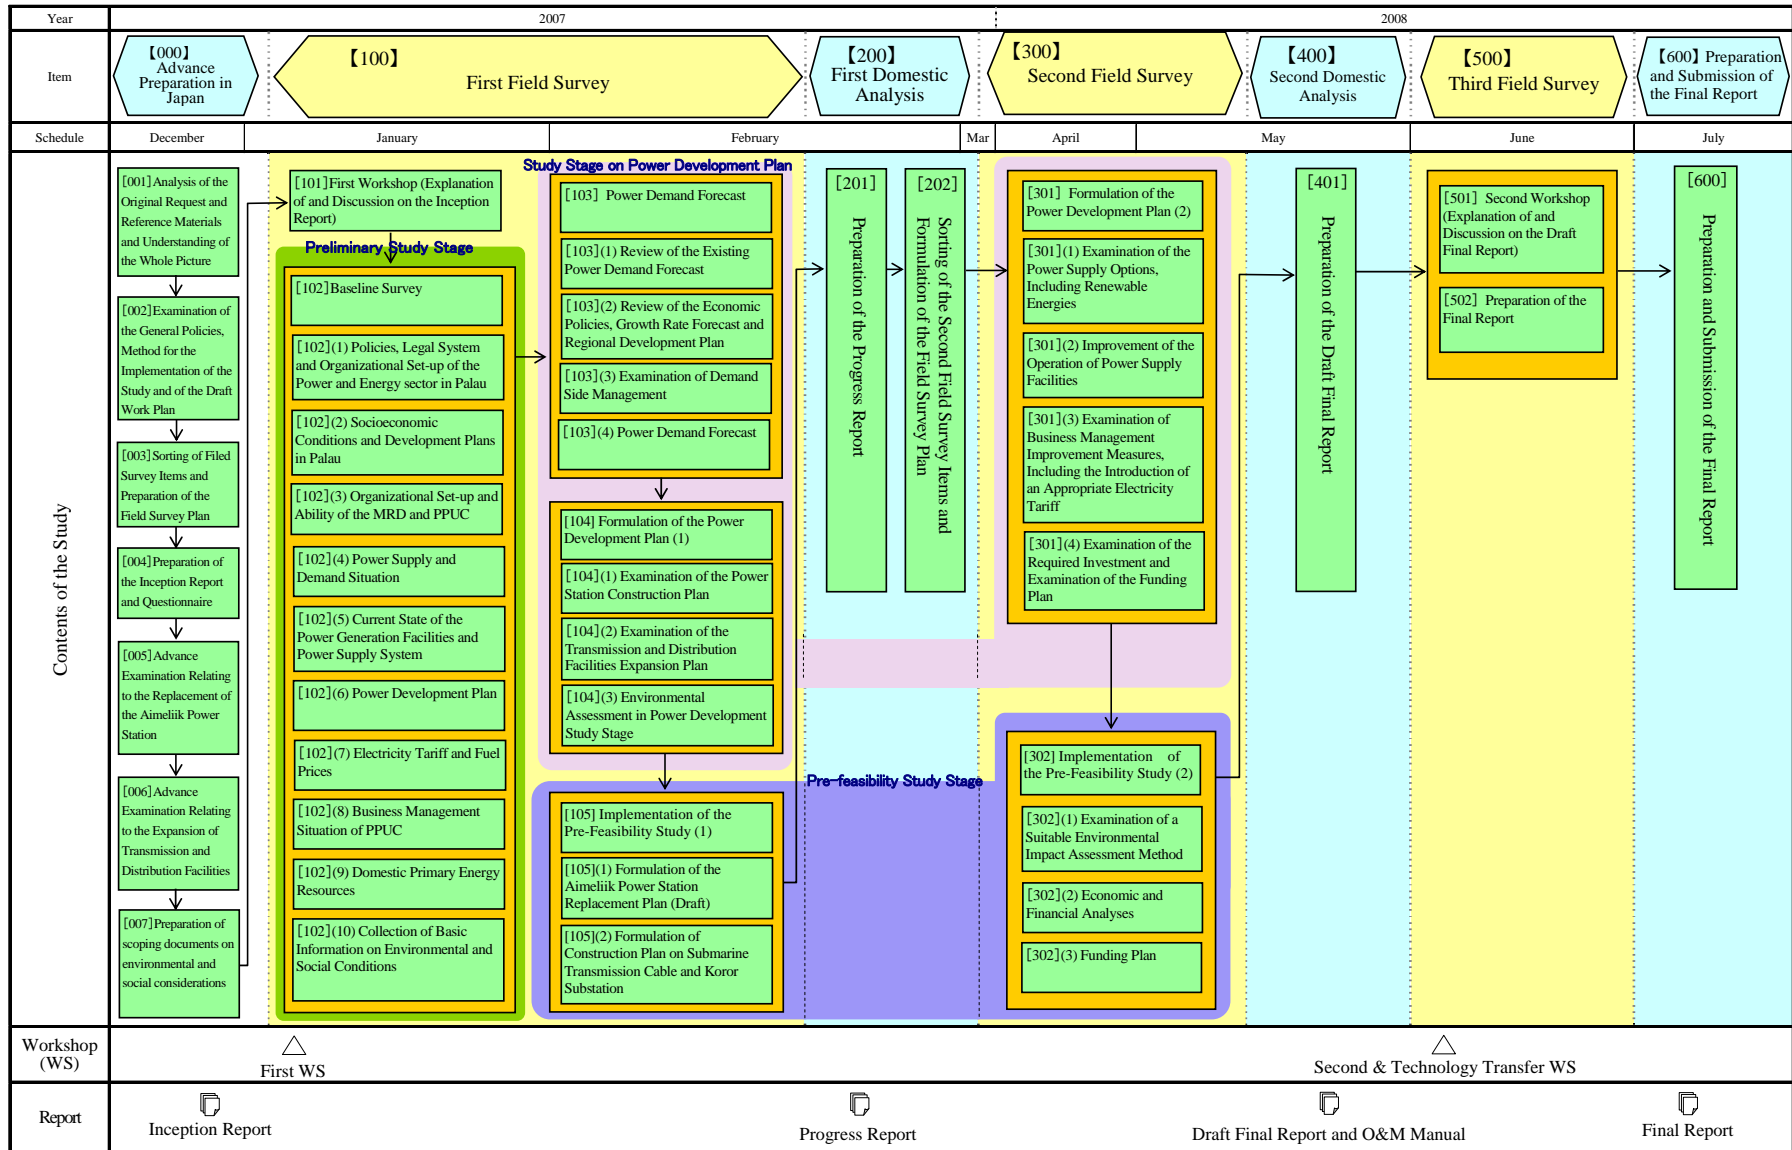 Year
2007
2008
Item
【000】
Advance
Preparation in
Japan
【100】
First Field Survey
【200】
First Domestic
Analysis
【300】
Second Field Survey
【400】
Second Domestic
Analysis
【500】
Third Field Survey
【600】 Preparation
and Submission of
the Final Report
Schedule
December
January
February
Mar
April
May
June
July
Contents of the Study
[001]Analysis of the
Original Request and
Reference Materials
and Understanding of
the Whole Picture
[002]Examination of
the General Policies,
Method for the
Implementation of the
Study and of the Draft
Work Plan
[003]Sorting of Filed
Survey Items and
Preparation of the
Field Survey Plan
[004]Preparation of
the Inception Report
and Questionnaire
[005]Advance
Examination Relating
to the Replacement of
the Aimeliik Power
Station
[006]Advance
Examination Relating
to the Expansion of
Transmission and
Distribution Facilities
[007]Preparation of
scoping documents on
environmental and
social considerations
[101]First Workshop (Explanation
of and Discussion on the Inception
Report)
Preliminary Study Stage
[102]Baseline Survey
[102](1) Policies, Legal System
and Organizational Set-up of the
Power and Energy sector in Palau
[102](2) Socioeconomic
Conditions and Development Plans
in Palau
[102](3) Organizational Set-up and
Ability of the MRD and PPUC
[102](4) Power Supply and
Demand Situation
[102](5) Current State of the
Power Generation Facilities and
Power Supply System
[102](6) Power Development Plan
[102](7) Electricity Tariff and Fuel
Prices
[102](8) Business Management
Situation of PPUC
[102](9) Domestic Primary Energy
Resources
[102](10) Collection of Basic
Information on Environmental and
Social Conditions
Study Stage on Power Development Plan
[103] Power Demand Forecast
[103](1) Review of the Existing
Power Demand Forecast
[103](2) Review of the Economic
Policies, Growth Rate Forecast and
Regional Development Plan
[103](3) Examination of Demand
Side Management
[103](4) Power Demand Forecast
[104] Formulation of the Power
Development Plan (1)
[104](1) Examination of the Power
Station Construction Plan
[104](2) Examination of the
Transmission and Distribution
Facilities Expansion Plan
[104](3) Environmental
Assessment in Power Development
Study Stage
Pre-feasibility Study Stage
[105] Implementation of the
Pre-Feasibility Study (1)
[105](1) Formulation of the
Aimeliik Power Station
Replacement Plan (Draft)
[105](2) Formulation of
Construction Plan on Submarine
Transmission Cable and Koror
Substation
[201]
Preparation of the Progress Report
[202]
Sorting of the Second Field Survey Items and
Formulation of the Field Survey Plan
[301] Formulation of the
Power Development Plan (2)
[301](1) Examination of the
Power Supply Options,
Including Renewable
Energies
[301](2) Improvement of the
Operation of Power Supply
Facilities
[301](3) Examination of
Business Management
Improvement Measures,
Including the Introduction of
an Appropriate Electricity
Tariff
[301](4) Examination of the
Required Investment and
Examination of the Funding
Plan
[302] Implementation of
the Pre-Feasibility Study (2)
[302](1) Examination of a
Suitable Environmental
Impact Assessment Method
[302](2) Economic and
Financial Analyses
[302](3) Funding Plan
[401]
Preparation of the Draft Final Report
[501] Second Workshop
(Explanation of and
Discussion on the Draft
Final Report)
[502] Preparation of the
Final Report
[600]
Preparation and Submission of the Final Report
Workshop
(WS)
First WS
Second & Technology Transfer WS
Report
Inception Report
Progress Report
Draft Final Report and O&M Manual
Final Report